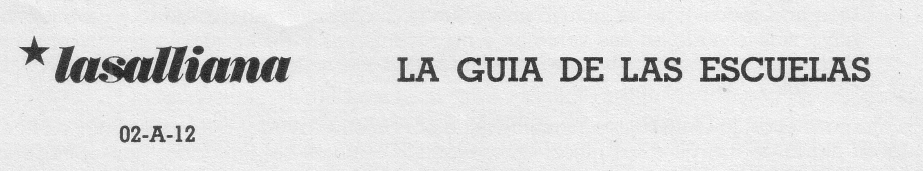 ★ lasalliana
LA GUIA DE LAS ESCUELAS
02-A-12